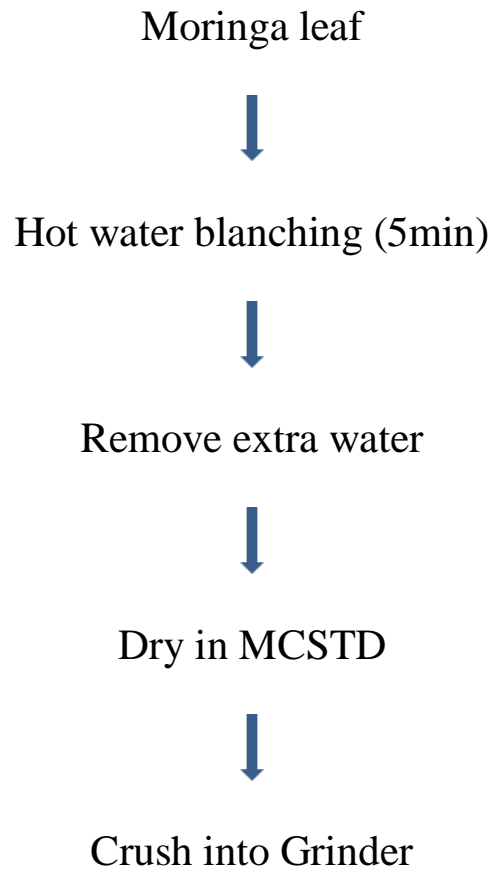 Moringa leaf
Hot water blanching (5min)
Remove extra water
Dry in MCSTD
Crush into Grinder